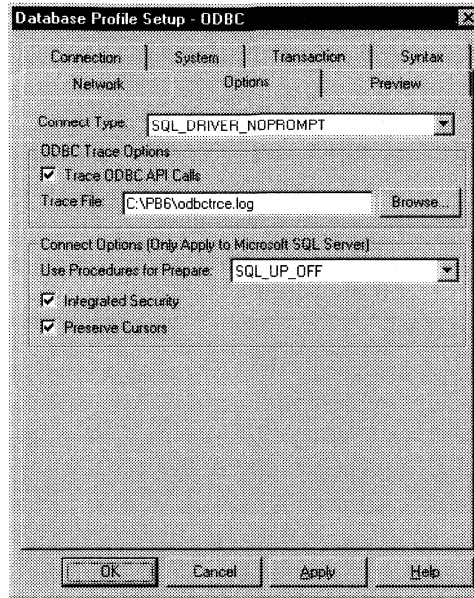 Database Profile Setup - ODBC
Connection System Transaction Syntax
Network Options Preview
Connect Type: SQL_DRIVER_NOPROMPT
ODBC Trace Options
Trace ODBC API Calls
Trace File: C:\PB6\odbctrce.log Browse...
Connect Options (Only Apply to Microsoft SQL Server)
Use Procedures for Prepare: SQL_UP_OFF
Integrated Security
Preserve Cursors
OK Cancel Apply Help